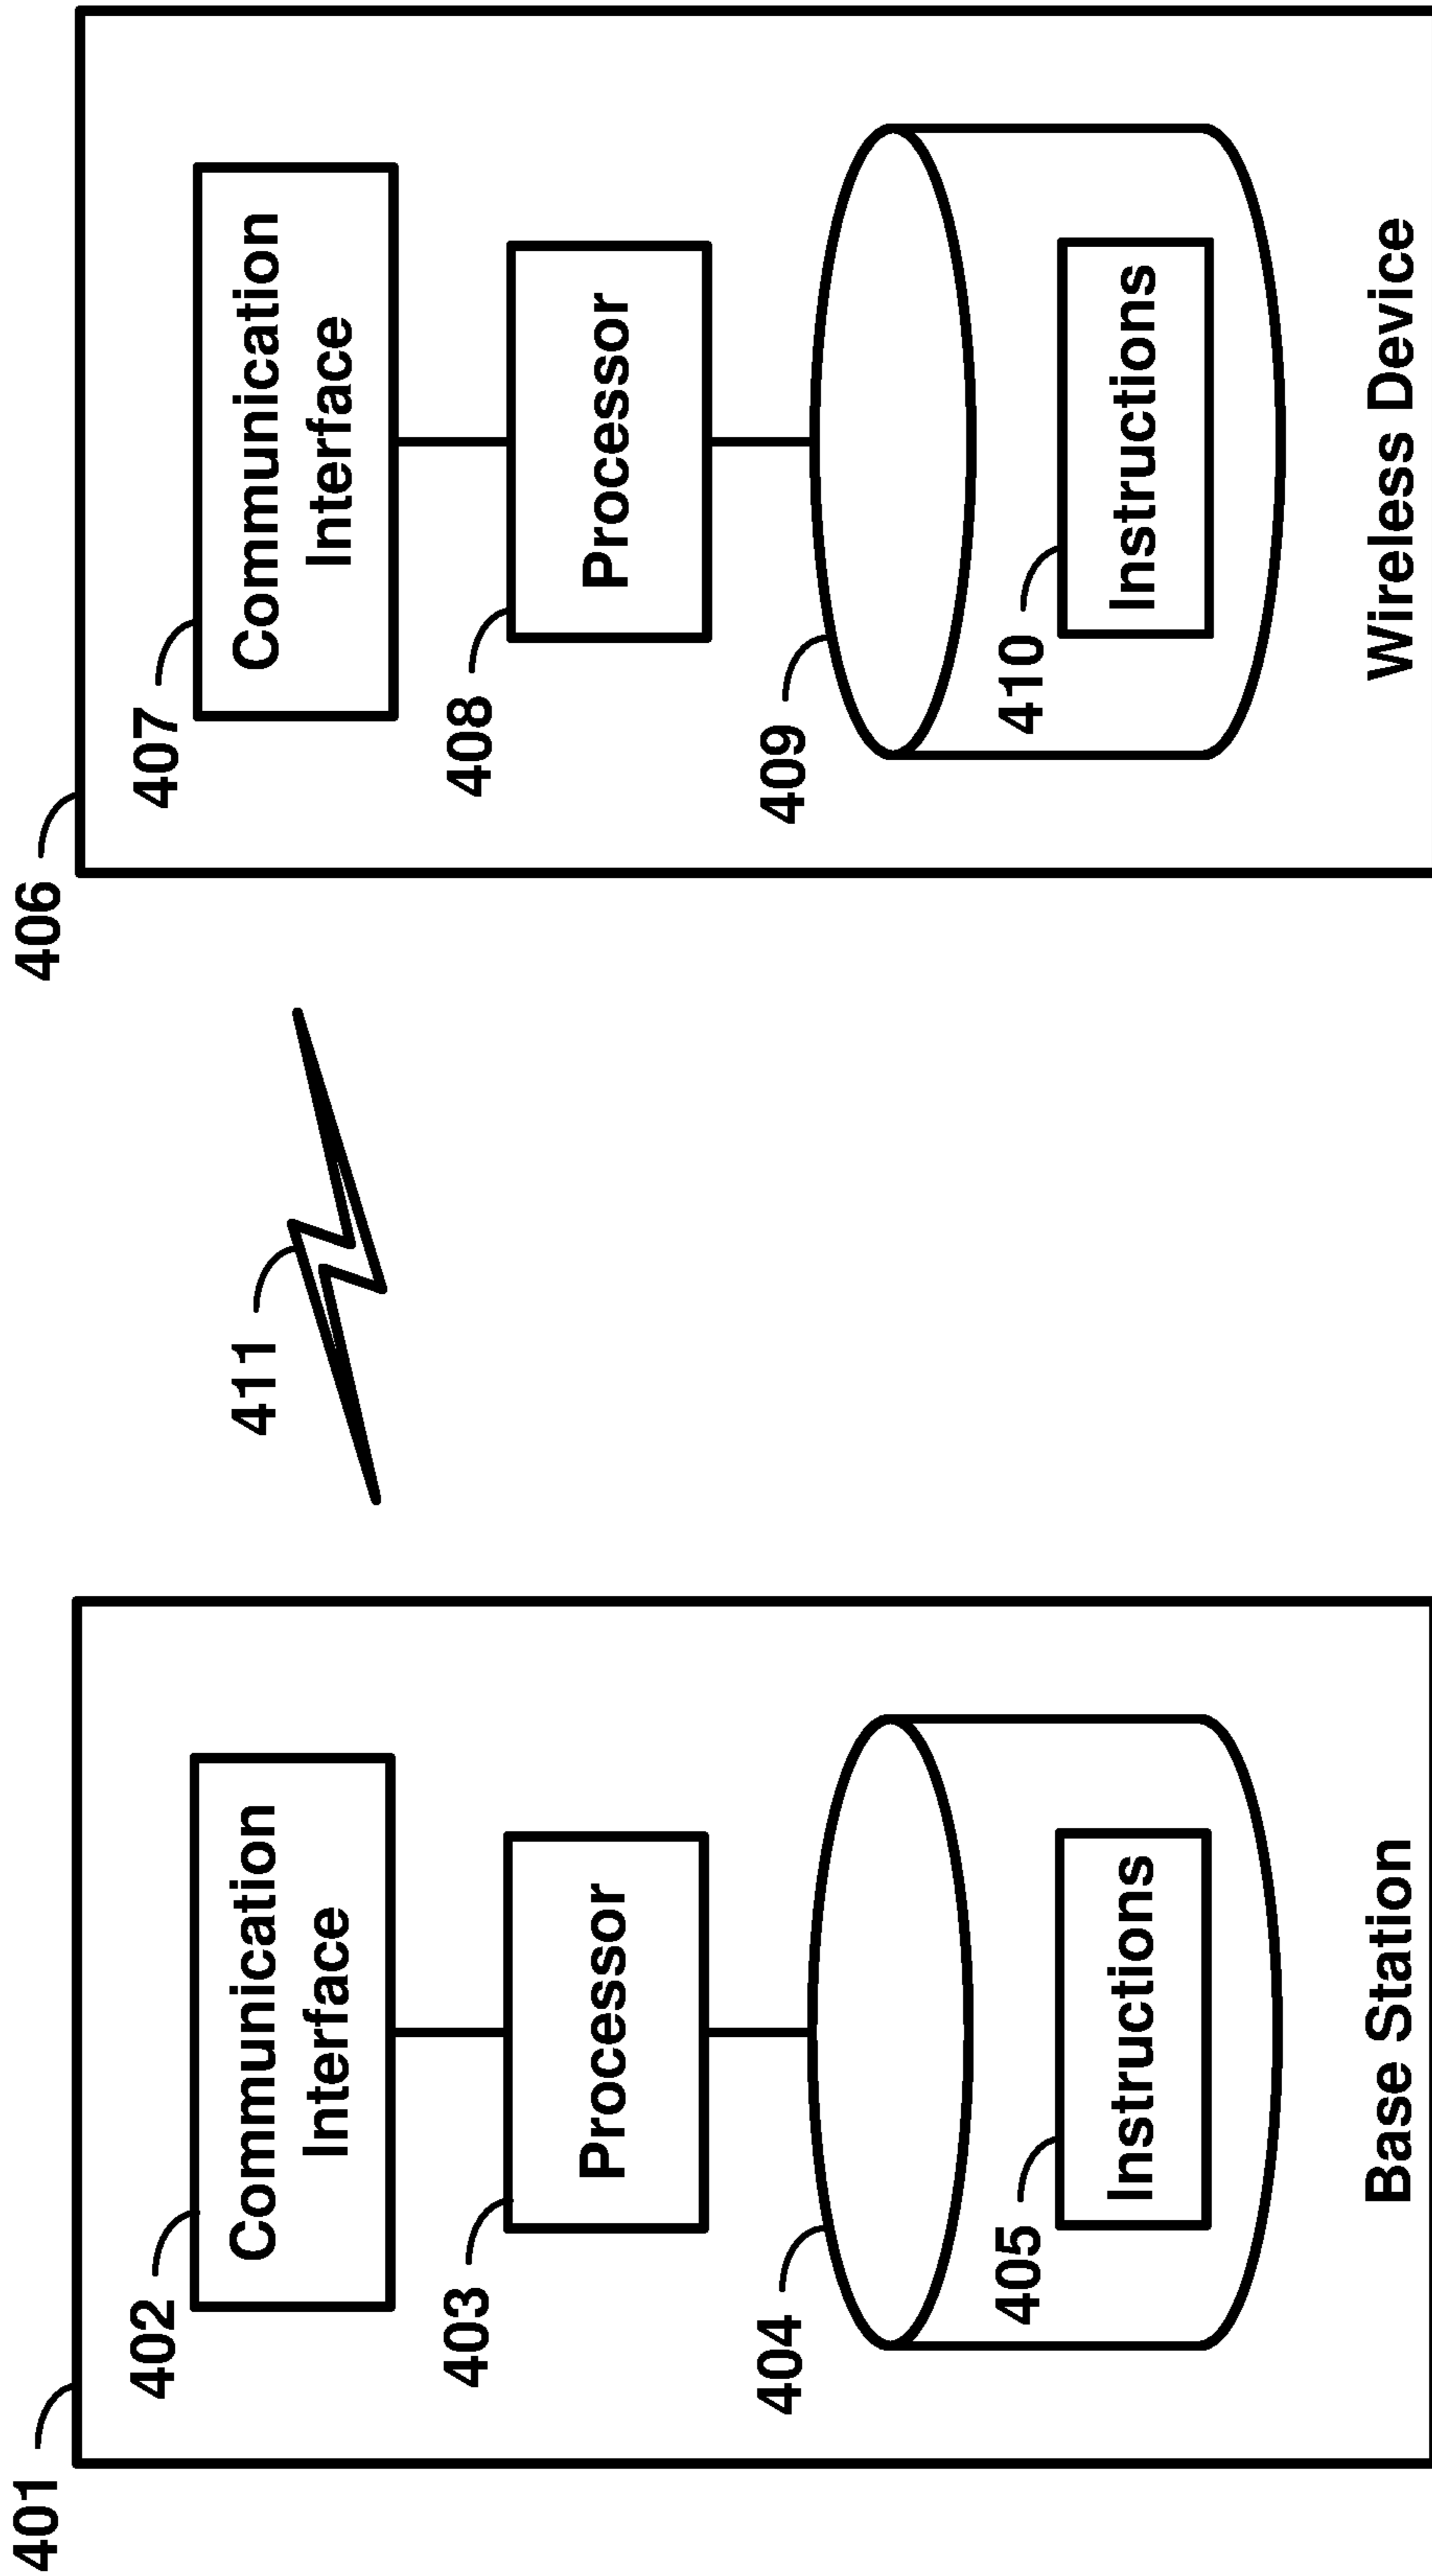 401
402
Communication
Interface
403
Processor
404
405
Instructions
Base Station
411
406
407
Communication
Interface
408
Processor
409
410
Instructions
Wireless Device